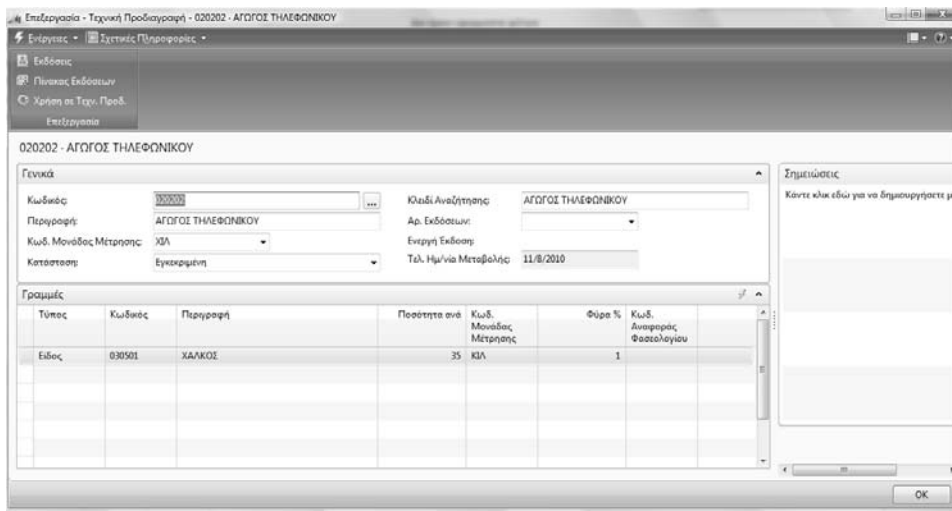 Επεξεργασία - Τεχνική Προδιαγραφή - 020202 · ΑΓΩΓΟΣ ΤΗΛΕΦΩΝΙΚΟΥ
Ενέργειες Σχετικές Πληροφορίες
Εκδόσεις
Πίνακας Εκδόσεων
Χρήση σε Τεχν. Προδ.
Επεξεργασία
020202 · ΑΓΩΓΟΣ ΤΗΛΕΦΩΝΙΚΟΥ
Γενικά
Κωδικός: 020202 ...
Περιγραφή: ΑΓΩΓΟΣ ΤΗΛΕΦΩΝΙΚΟΥ
Κωδ. Μονάδας Μέτρησης: ΧΙΛ
Κατάσταση: Εγκεκριμένη
Κλειδί Αναζήτησης: ΑΓΩΓΟΣ ΤΗΛΕΦΩΝΙΚΟΥ
Αρ. Εκδόσεων:
Ενεργή Έκδοση:
Τελ. Ημ/νία Μεταβολής: 11/8/2010
Σημειώσεις
Κάντε κλικ εδώ για να δημιουργήσετε μ
Γραμμές
Τύπος Κωδικός Περιγραφή Ποσότητα ανά Κωδ. Μονάδας Μέτρησης Φύρα % Κωδ. Αναφοράς Φασεολογίου
Είδος 030501 ΧΑΛΚΟΣ 35 ΚΙΛ 1
OK